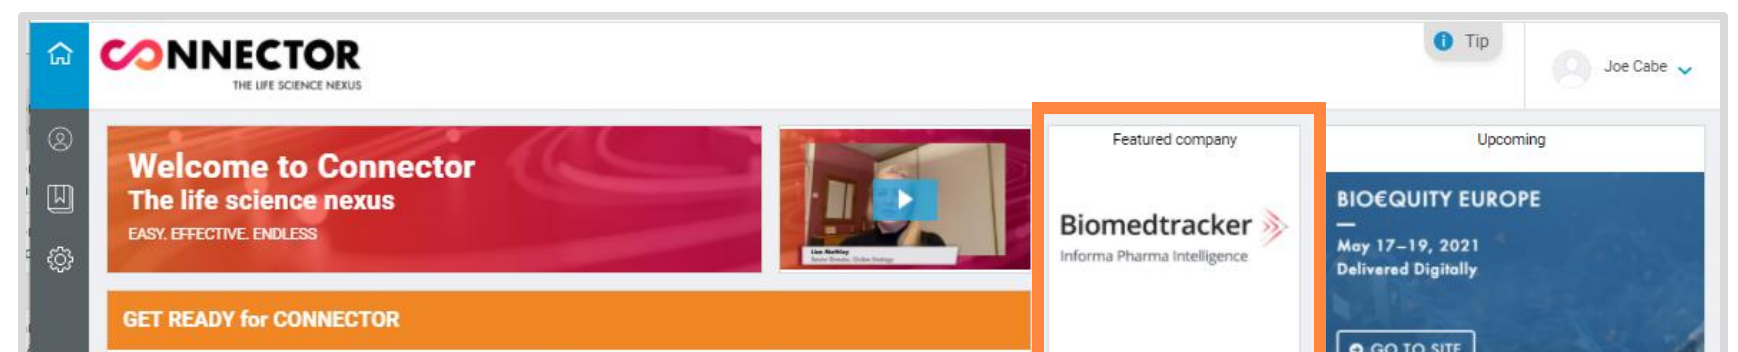 CONNECTOR
THE LIFE SCIENCE NEXUS
Tip
Joe Cabe
Welcome to Connector
The life science nexus
EASY. EFFECTIVE. ENDLESS
GET READY for CONNECTOR
Featured company
Biomedtracker
Informa Pharma Intelligence
Upcoming
BIO€QUITY EUROPE
May 17–19, 2021
Delivered Digitally
GO TO SITE